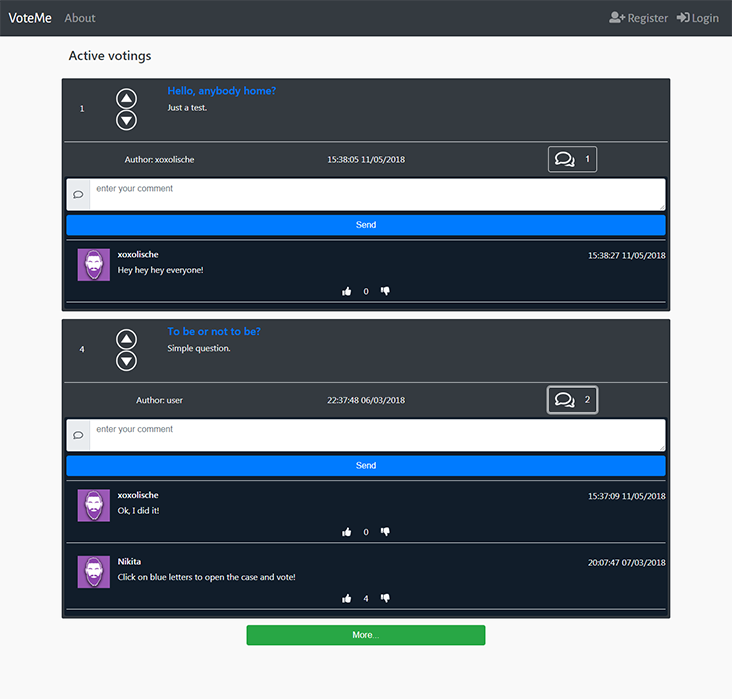 VoteMe About Register Login
Active votings
1
Hello, anybody home?
Just a test.
Author: xoxolische 15:38:05 11/05/2018 1
enter your comment
Send
xoxolische 15:38:27 11/05/2018
Hey hey hey everyone!
0
4
To be or not to be?
Simple question.
Author: user 22:37:48 06/03/2018 2
enter your comment
Send
xoxolische 15:37:09 11/05/2018
Ok, I did it!
0
Nikita 20:07:47 07/03/2018
Click on blue letters to open the case and vote!
4
More...